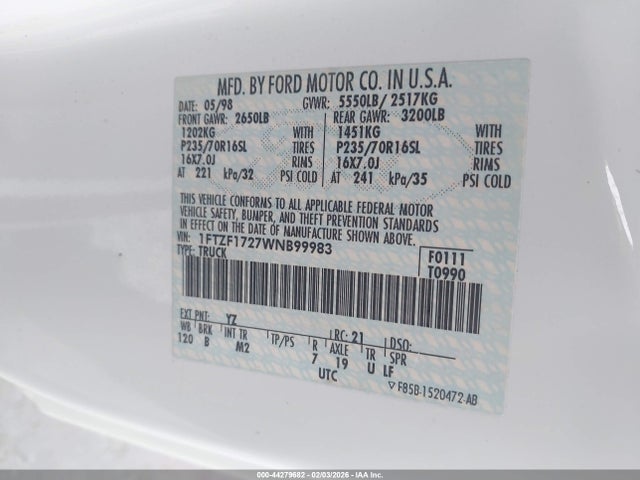 MFD. BY FORD MOTOR CO. IN U.S.A.
DATE: 05/98 GVWR: 5550LB/ 2517KG
FRONT GAWR: 2650LB REAR GAWR: 3200LB
1202KG WITH 1451KG WITH
P235/70R16SL TIRES P235/70R16SL TIRES
16X7.0J RIMS 16X7.0J RIMS
AT 221 kPa/32 PSI COLD AT 241 kPa/35 PSI COLD
THIS VEHICLE CONFORMS TO ALL APPLICABLE FEDERAL MOTOR
VEHICLE SAFETY, BUMPER, AND THEFT PREVENTION STANDARDS
IN EFFECT ON THE DATE OF MANUFACTURE SHOWN ABOVE.
VIN: 1FTZF1727WNB99983 F0111
TYPE: TRUCK T0990
EXT PNT: YZ RC: 21 DSO:
WB BRK INT TR TP/PS R AXLE TR SPR
120 B M2 7 19 U LF
UTC
F85B-1520472-AB
000-44279682 - 02/03/2026 - IAAI.com/IAAI.ca